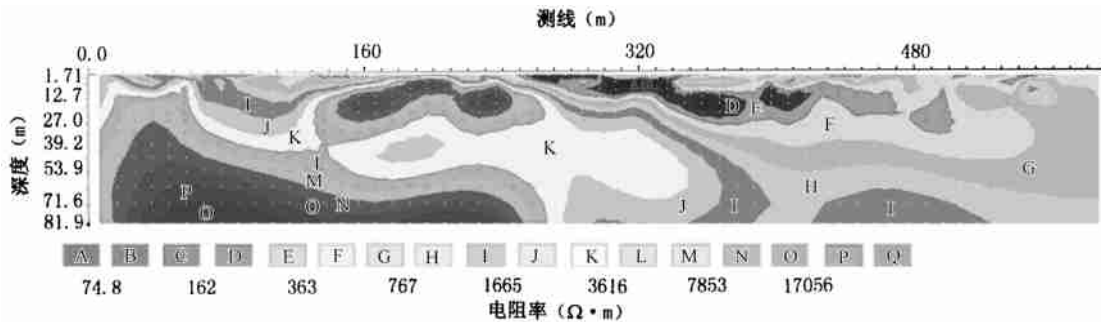 测线(m)
0.0 160 320 480
1.71
12.7
27.0
39.2
53.9
71.6
81.9
深度(m)
I D E
J K F
I K G
M H
P O O N J I I
A B C D E F G H I J K L M N O P Q
74.8 162 363 767 1665 3616 7853 17056
电阻率(Ω·m)